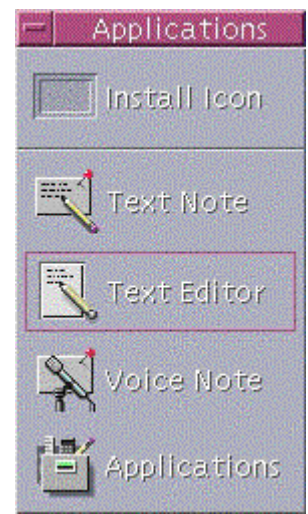 Applications
Install Icon
Text Note
Text Editor
Voice Note
Applications